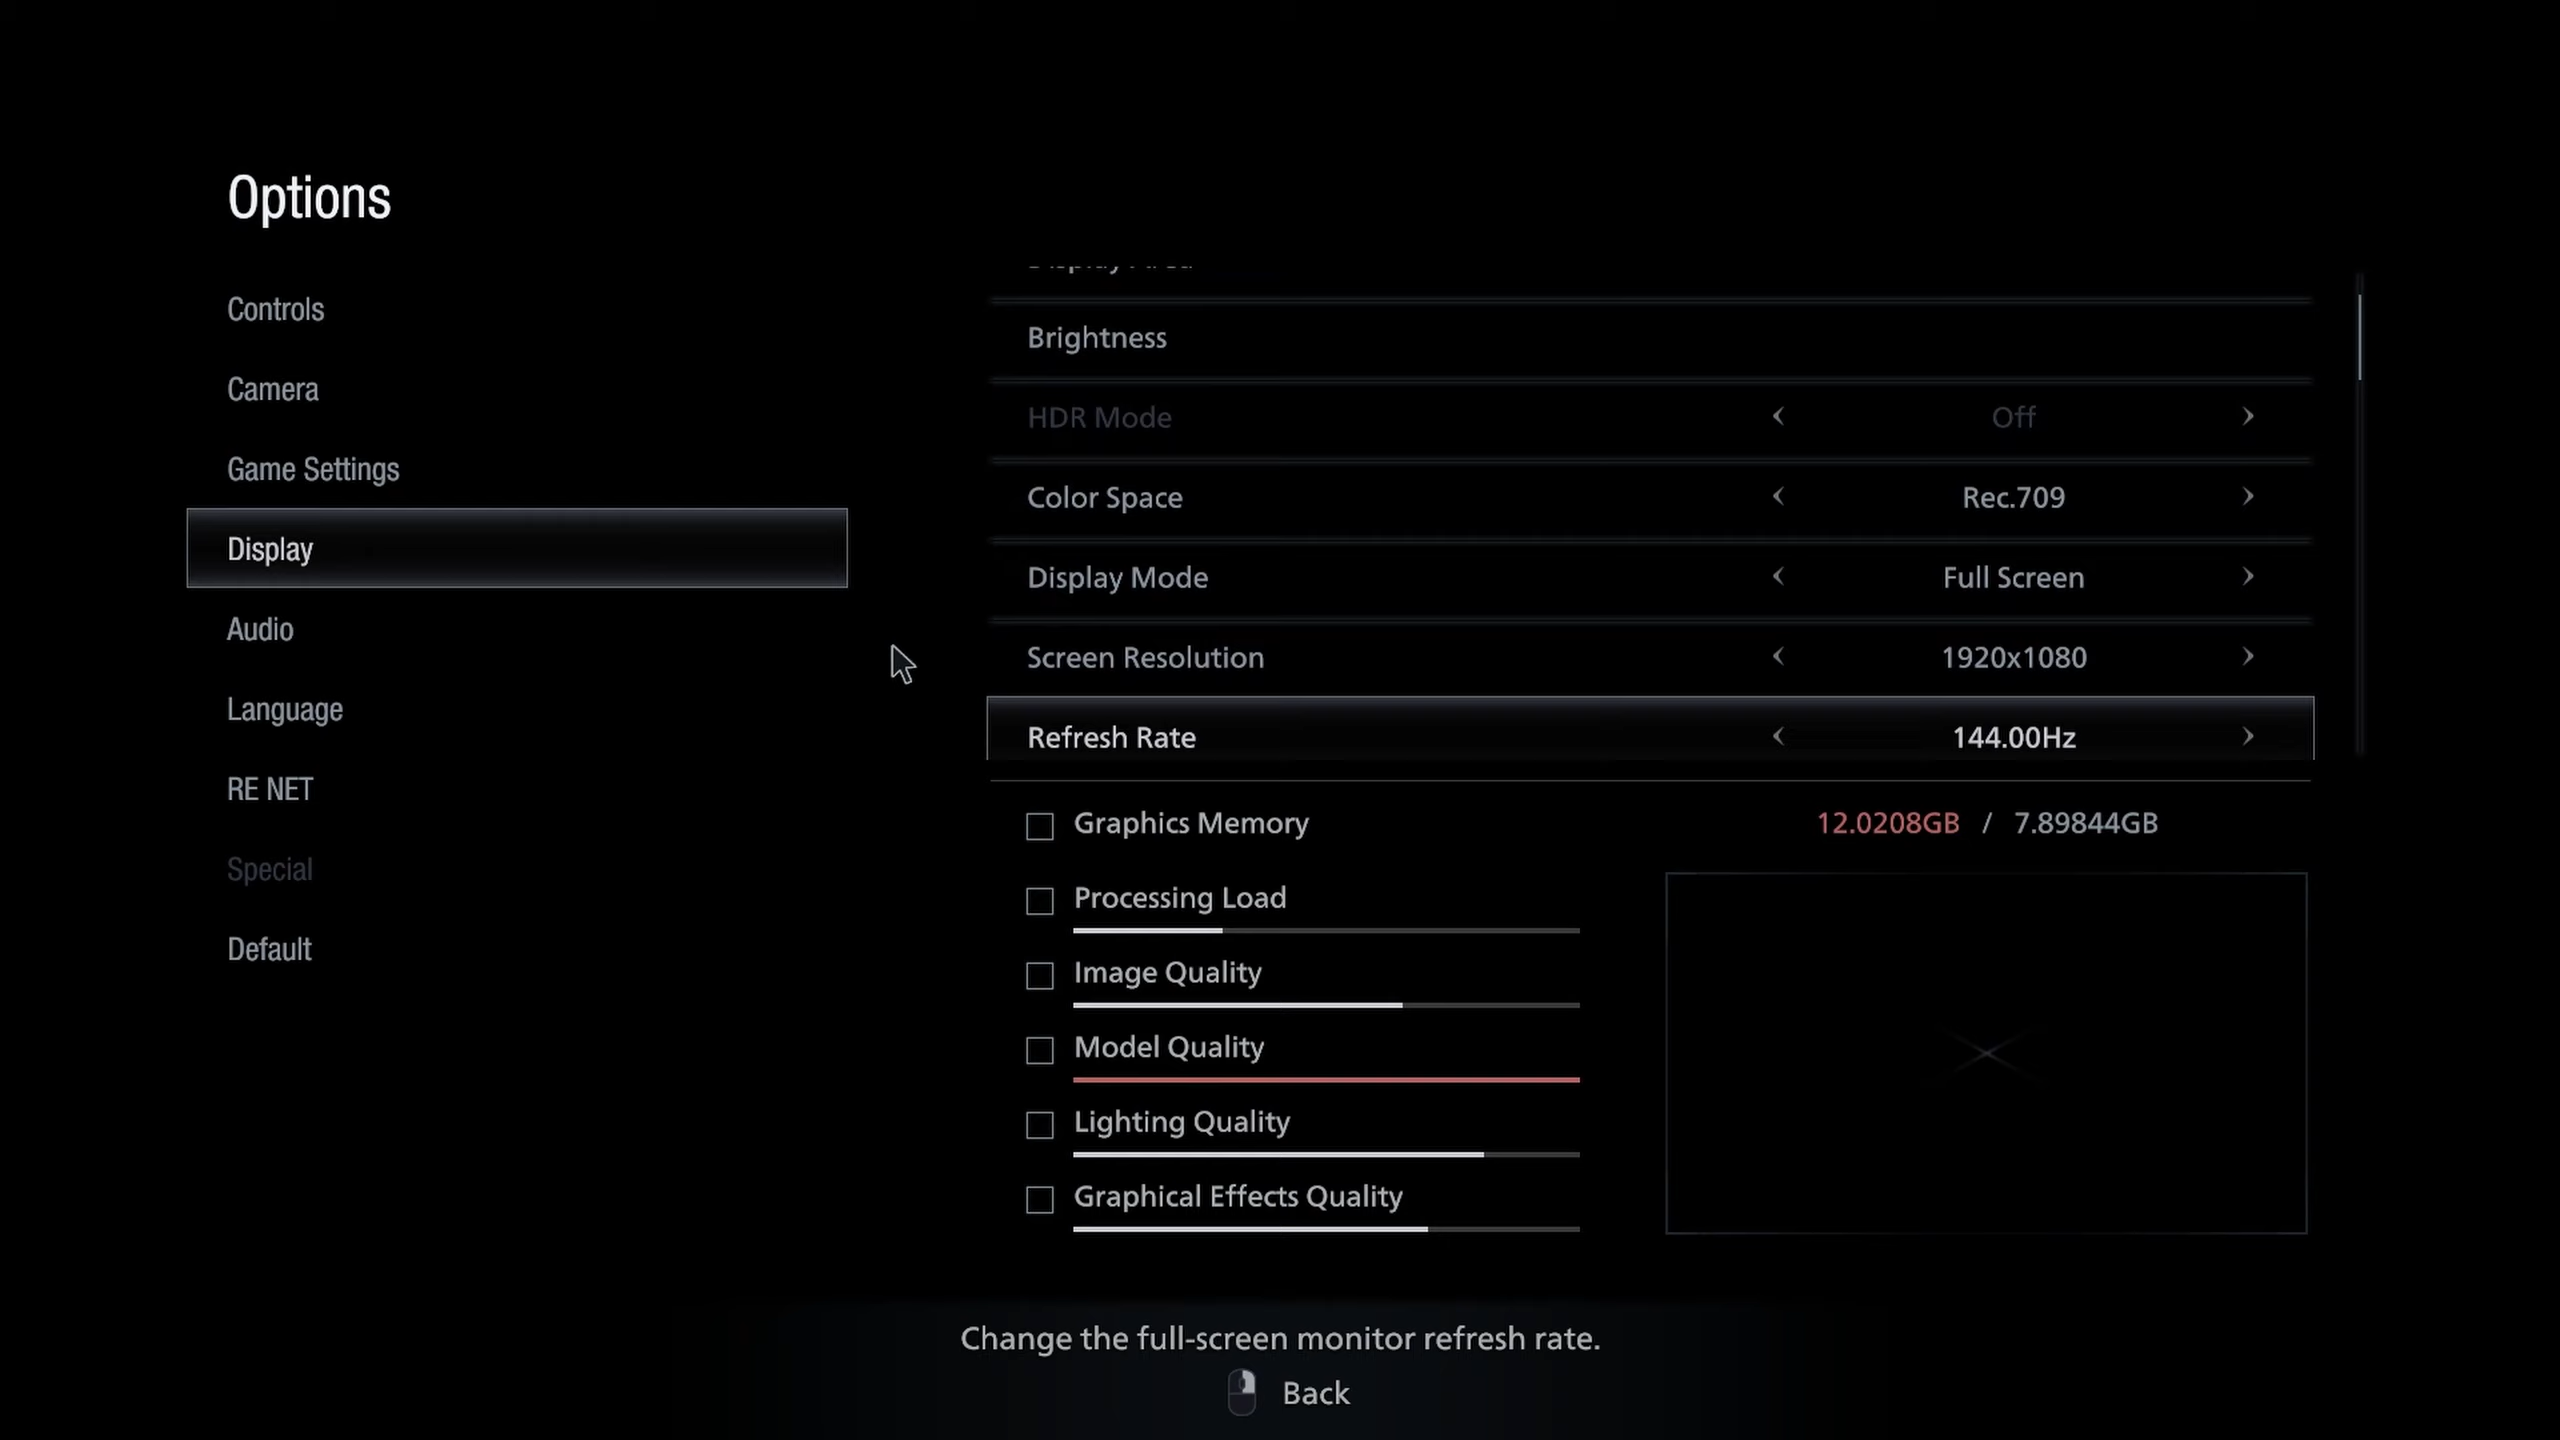 Options
Controls
Camera
Game Settings
Display
Audio
Language
RE NET
Special
Default
Display Area
Brightness
HDR Mode Off
Color Space Rec.709
Display Mode Full Screen
Screen Resolution 1920x1080
Refresh Rate 144.00Hz
Graphics Memory 12.0208GB / 7.89844GB
Processing Load
Image Quality
Model Quality
Lighting Quality
Graphical Effects Quality
Change the full-screen monitor refresh rate.
Back